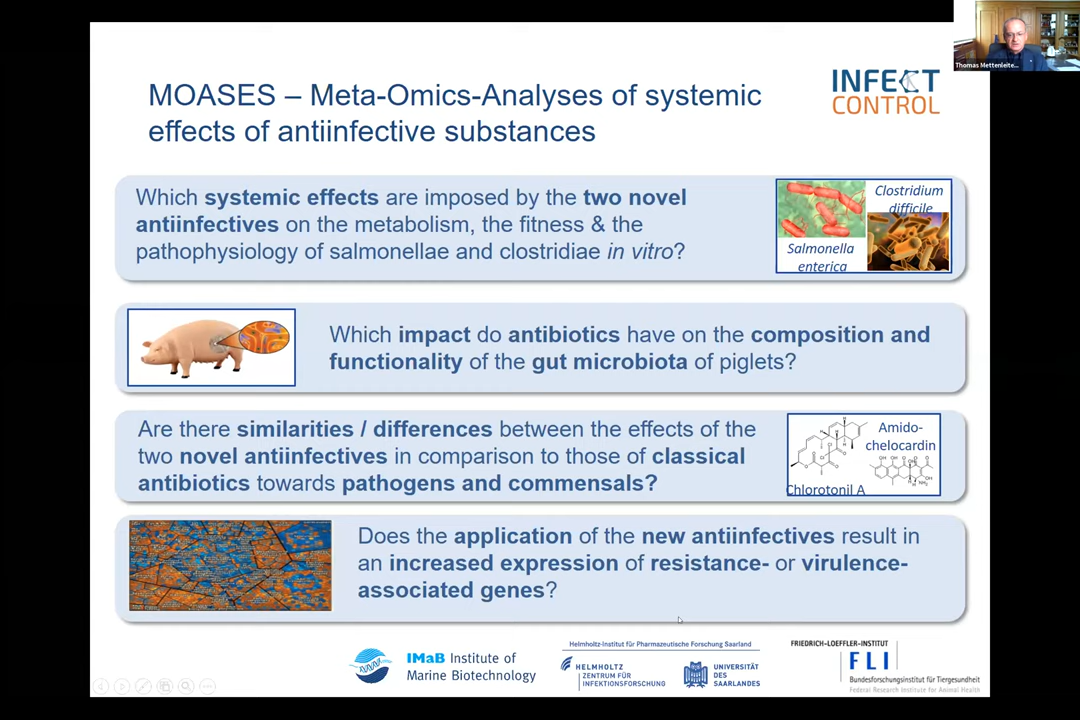 Thomas Mettenleite...
MOASES – Meta-Omics-Analyses of systemic
effects of antiinfective substances
INFECT
CONTROL
Which systemic effects are imposed by the two novel
antiinfectives on the metabolism, the fitness & the
pathophysiology of salmonellae and clostridiae in vitro?
Clostridium
difficile
Salmonella
enterica
Which impact do antibiotics have on the composition and
functionality of the gut microbiota of piglets?
Are there similarities / differences between the effects of the
two novel antiinfectives in comparison to those of classical
antibiotics towards pathogens and commensals?
Amido-
chelocardin
Chlorotonil A
Does the application of the new antiinfectives result in
an increased expression of resistance- or virulence-
associated genes?
IMaB Institute of
Marine Biotechnology
Helmholtz-Institut für Pharmazeutische Forschung Saarland
HELMHOLTZ
ZENTRUM FÜR
INFEKTIONSFORSCHUNG
UNIVERSITÄT
DES
SAARLANDES
FRIEDRICH-LOEFFLER-INSTITUT
FLI
Bundesforschungsinstitut für Tiergesundheit
Federal Research Institute for Animal Health